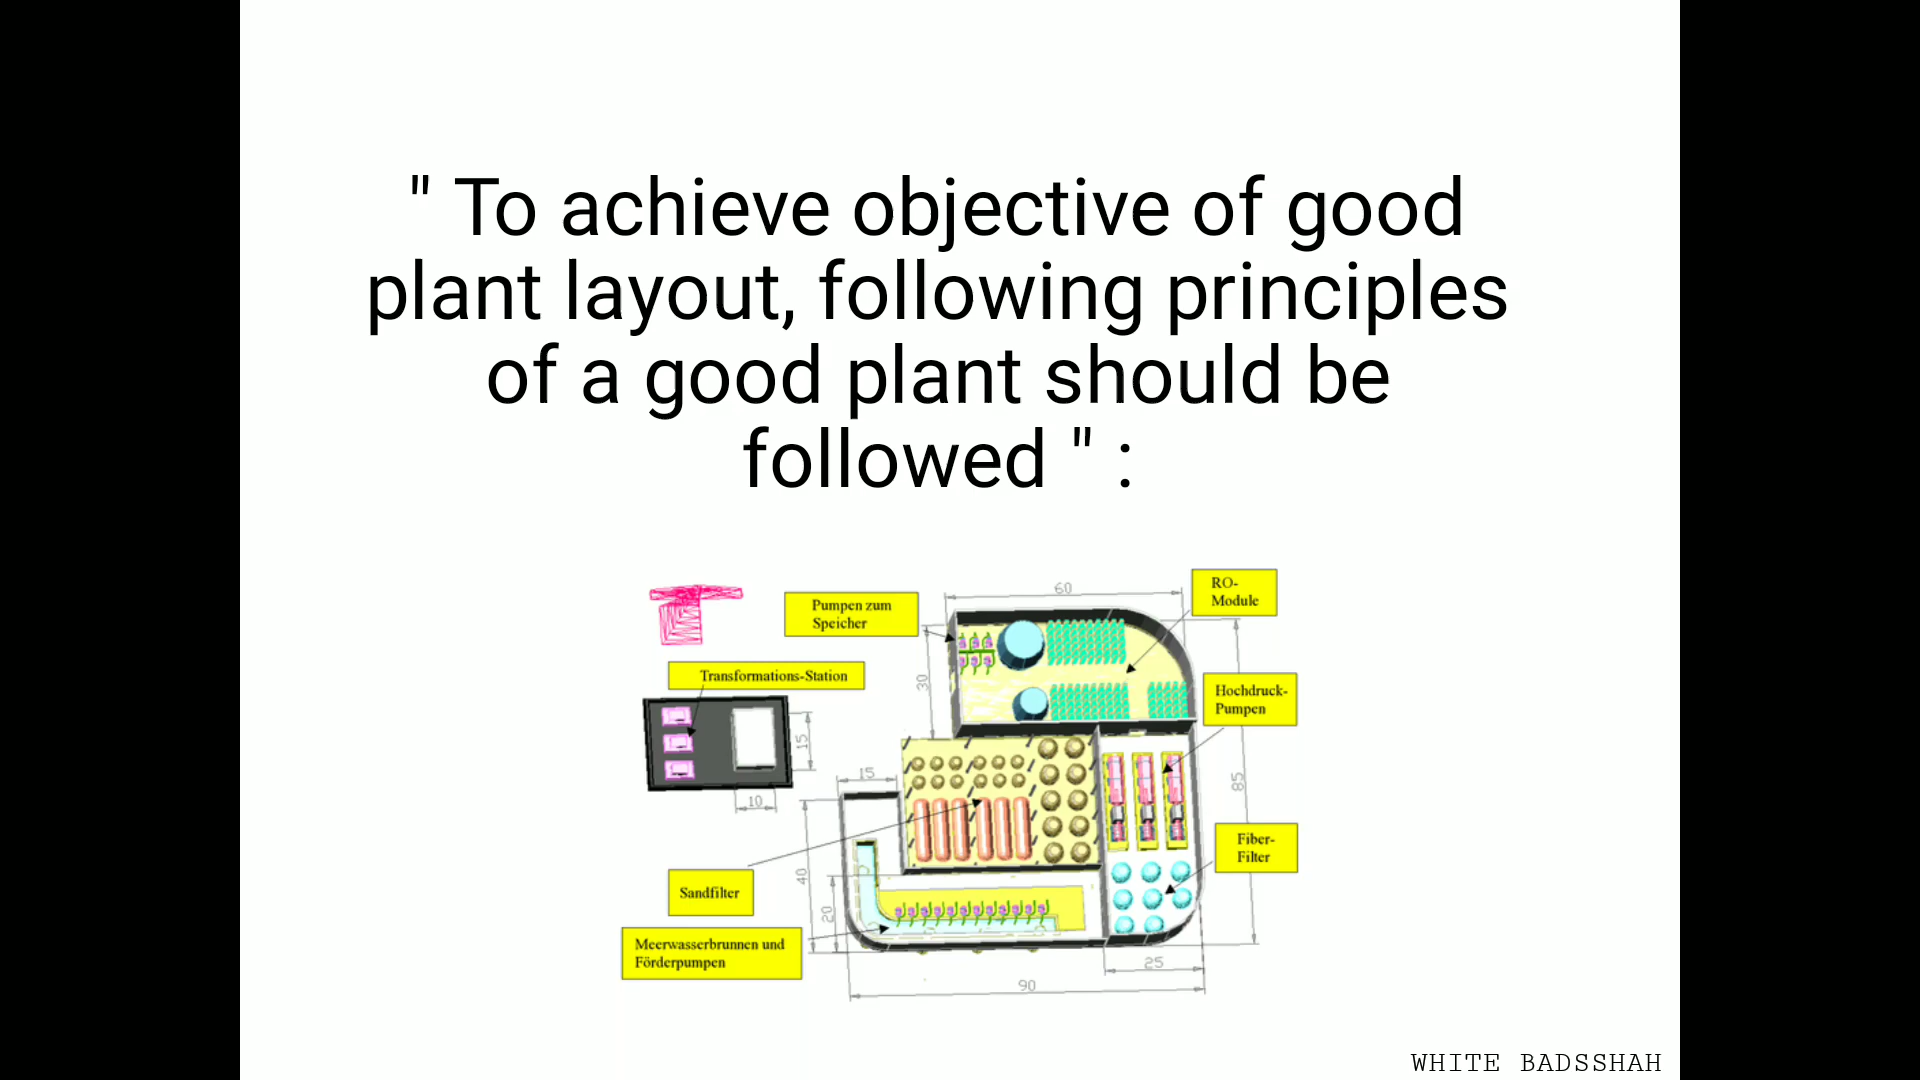 " To achieve objective of good
plant layout, following principles
of a good plant should be
followed " :
60
RO-
Module
Pumpen zum
Speicher
30
Transformations-Station
Hochdruck-
Pumpen
15
10
15
85
Fiber-
Filter
40
20
Sandfilter
Meerwasserbrunnen und
Förderpumpen
25
90
WHITE BADSSHAH